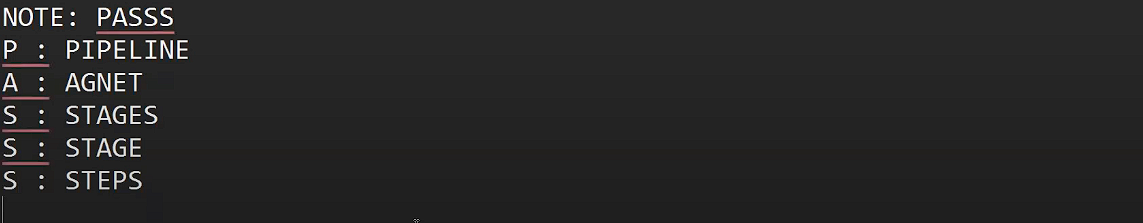 NOTE: PASSS
P : PIPELINE
A : AGNET
S : STAGES
S : STAGE
S : STEPS